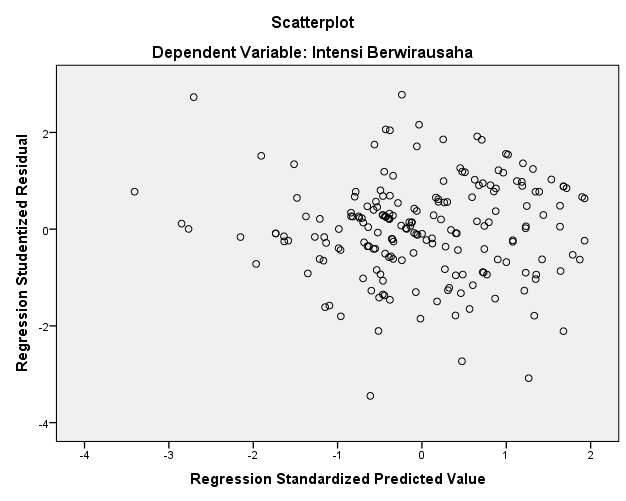 Scatterplot
Dependent Variable: Intensi Berwirausaha
Regression Studentized Residual
2
0
-2
-4
-4 -3 -2 -1 0 1 2
Regression Standardized Predicted Value